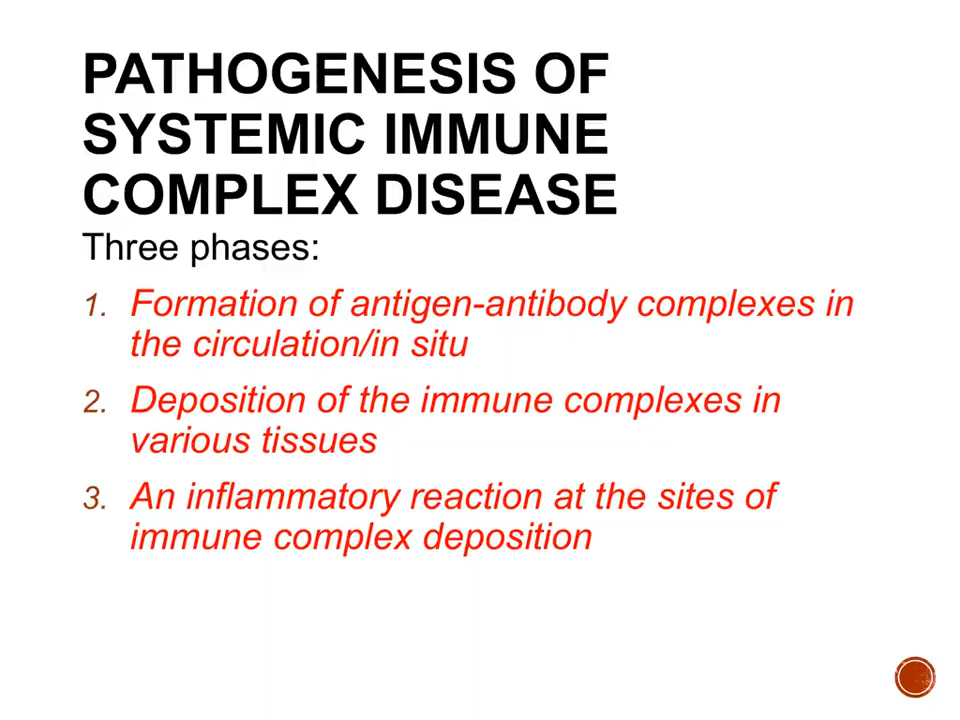 PATHOGENESIS OF
SYSTEMIC IMMUNE
COMPLEX DISEASE
Three phases:
1. Formation of antigen-antibody complexes in
the circulation/in situ
2. Deposition of the immune complexes in
various tissues
3. An inflammatory reaction at the sites of
immune complex deposition